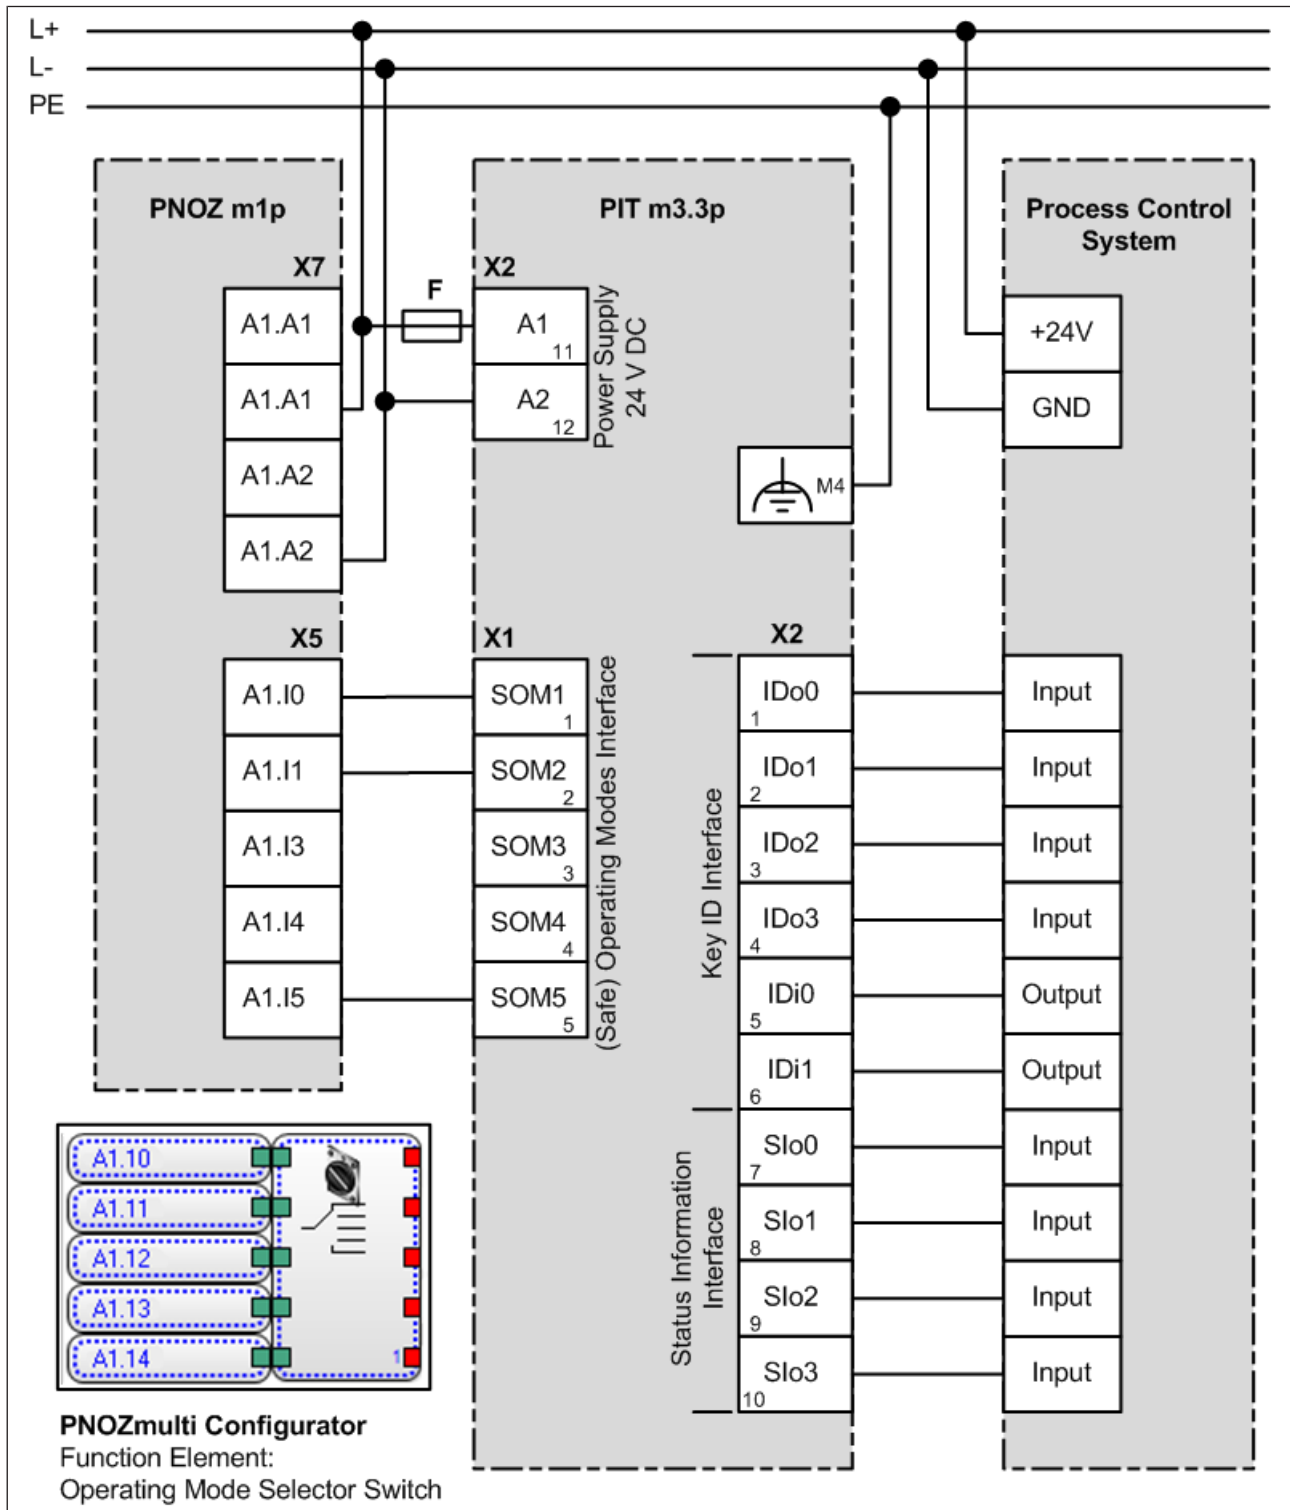 L+
L-
PE
PNOZ m1p
PIT m3.3p
Process Control
System
X7
A1.A1
A1.A1
A1.A2
A1.A2
F
X2
A1
11
A2
12
Power Supply
24 V DC
M4
+24V
GND
X5
A1.I0
A1.I1
A1.I3
A1.I4
A1.I5
X1
SOM1
1
SOM2
2
SOM3
3
SOM4
4
SOM5
5
(Safe) Operating Modes Interface
Key ID Interface
Status Information
Interface
X2
IDo0
1
IDo1
2
IDo2
3
IDo3
4
IDi0
5
IDi1
6
SIo0
7
SIo1
8
SIo2
9
SIo3
10
Input
Input
Input
Input
Output
Output
Input
Input
Input
Input
A1.10
A1.11
A1.12
A1.13
A1.14
1
PNOZmulti Configurator
Function Element:
Operating Mode Selector Switch